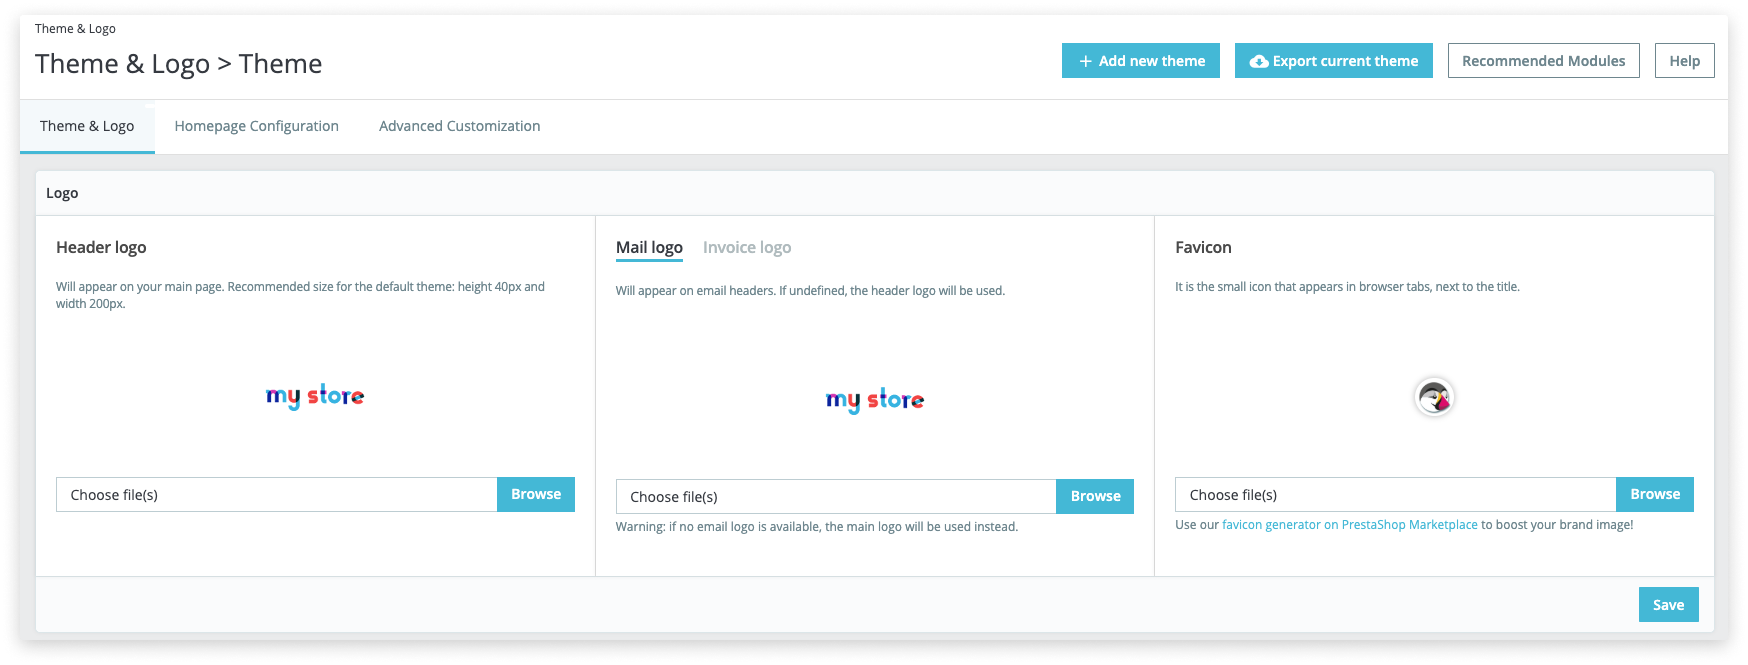 Theme & Logo
Theme & Logo > Theme
Add new theme
Export current theme
Recommended Modules
Help
Theme & Logo
Homepage Configuration
Advanced Customization
Logo
Header logo
Will appear on your main page. Recommended size for the default theme: height 40px and
width 200px.
my store
Choose file(s)
Browse
Mail logo
Invoice logo
Will appear on email headers. If undefined, the header logo will be used.
my store
Choose file(s)
Browse
Warning: if no email logo is available, the main logo will be used instead.
Favicon
It is the small icon that appears in browser tabs, next to the title.
Choose file(s)
Browse
Use our favicon generator on PrestaShop Marketplace to boost your brand image!
Save